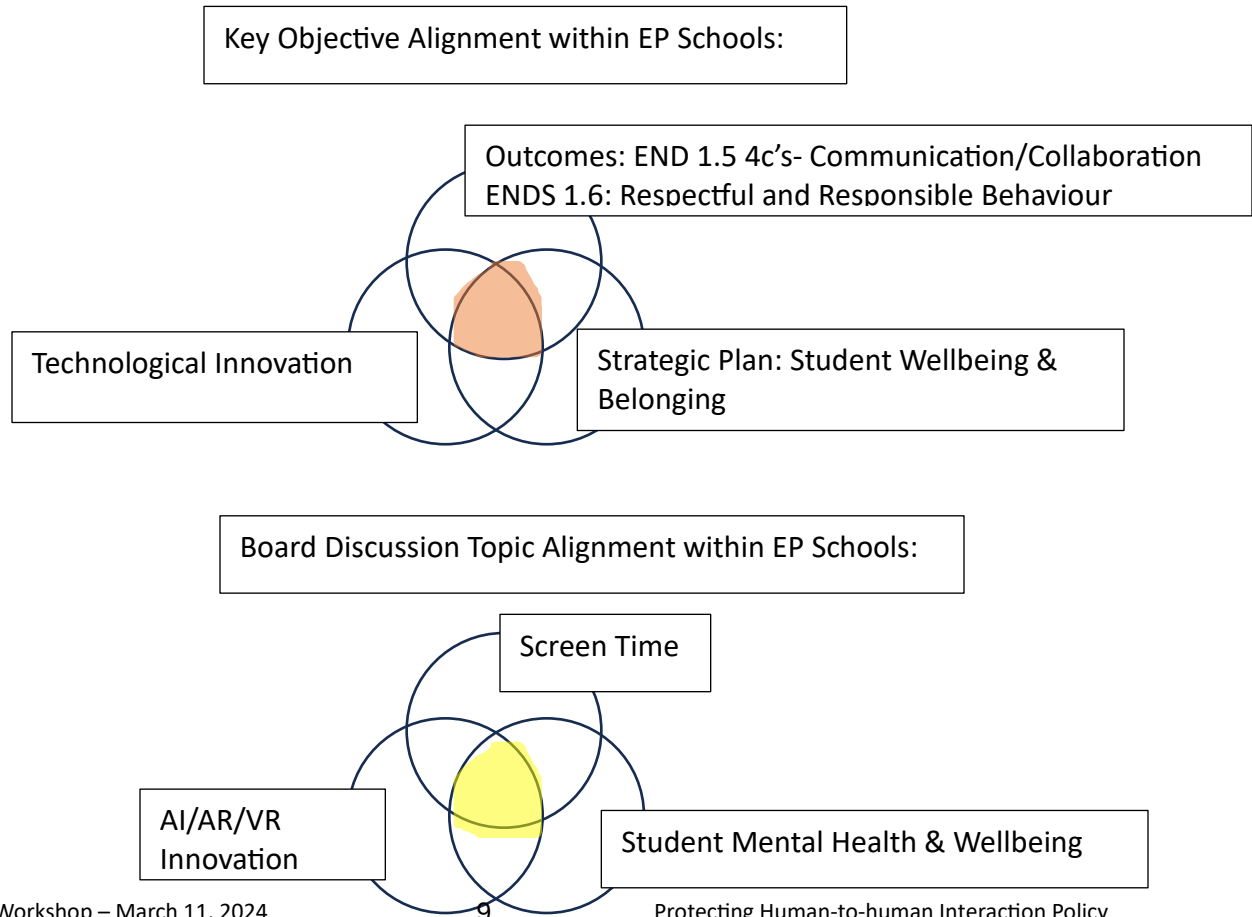 Key Objective Alignment within EP Schools:
Outcomes: END 1.5 4c's- Communication/Collaboration
ENDS 1.6: Respectful and Responsible Behaviour
Technological Innovation
Strategic Plan: Student Wellbeing &
Belonging
Board Discussion Topic Alignment within EP Schools:
Screen Time
AI/AR/VR
Innovation
Student Mental Health & Wellbeing
Workshop – March 11, 2024 9 Protecting Human-to-human Interaction Policy